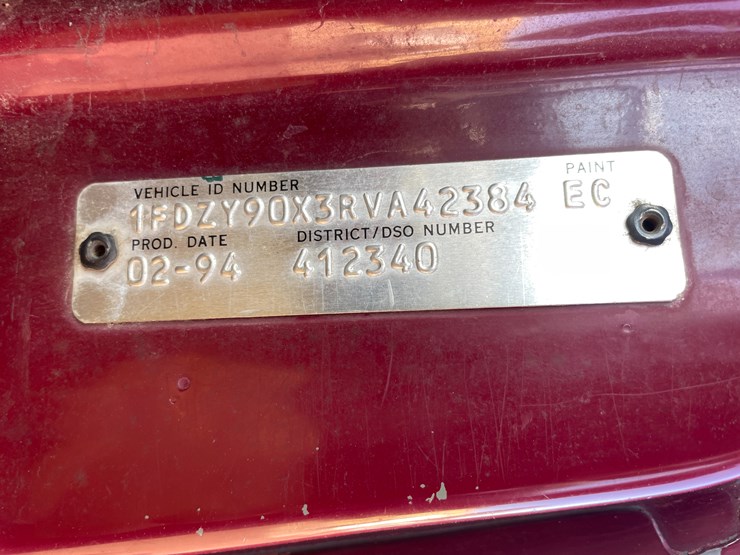 VEHICLE ID NUMBER PAINT
1FDZY90X3RVA42384 EC
PROD. DATE DISTRICT/DSO NUMBER
02-94 412340